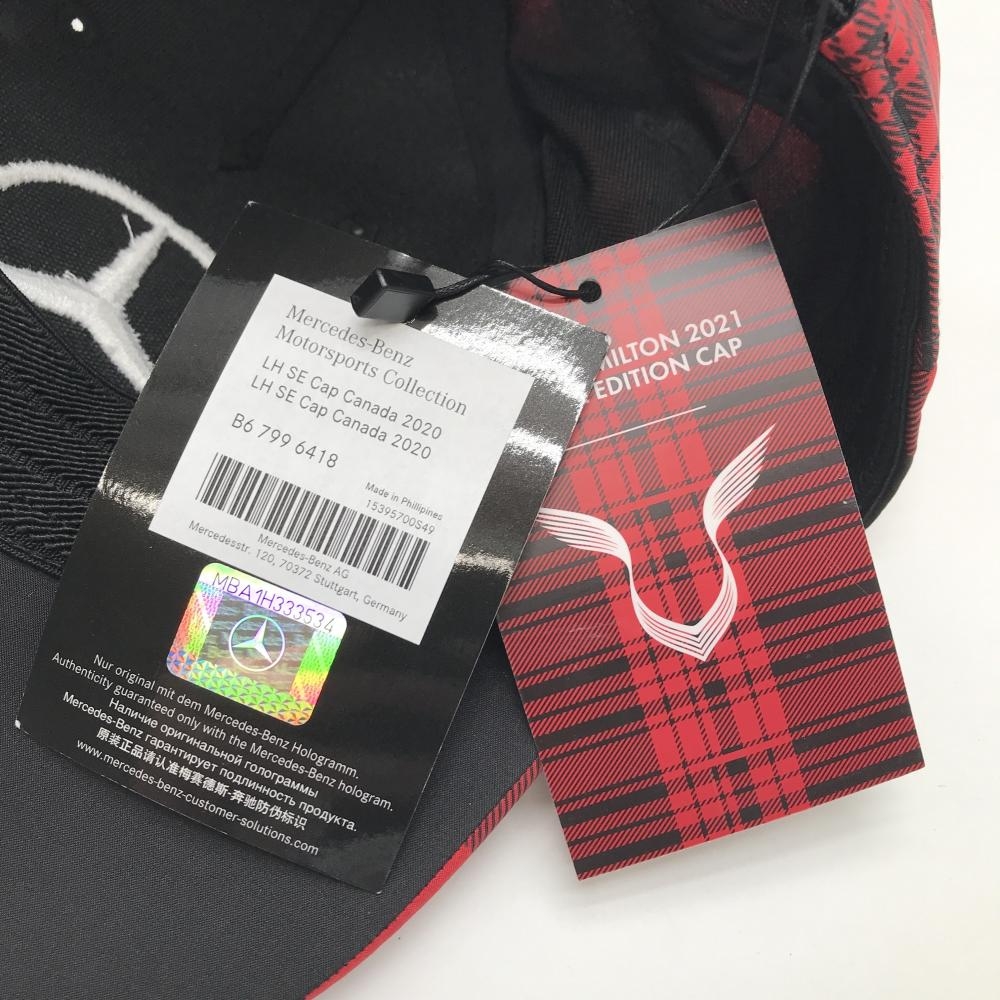 Mercedes-Benz
Motorsports Collection
LH SE Cap Canada 2020
LH SE Cap Canada 2020
B6 799 6418
Made in Phillipines
15395700S49
Mercedes-Benz AG
Mercedesstr. 120, 70372 Stuttgart, Germany
MBA1H333534
Nur original mit dem Mercedes-Benz Hologramm.
Authenticity guaranteed only with the Mercedes-Benz hologram.
Наличие оригинальной голограммы
Mercedes-Benz гарантирует подлинность продукта.
原装正品请认准梅赛德斯-奔驰防伪标识
www.mercedes-benz-customer-solutions.com
MILTON 2021
EDITION CAP